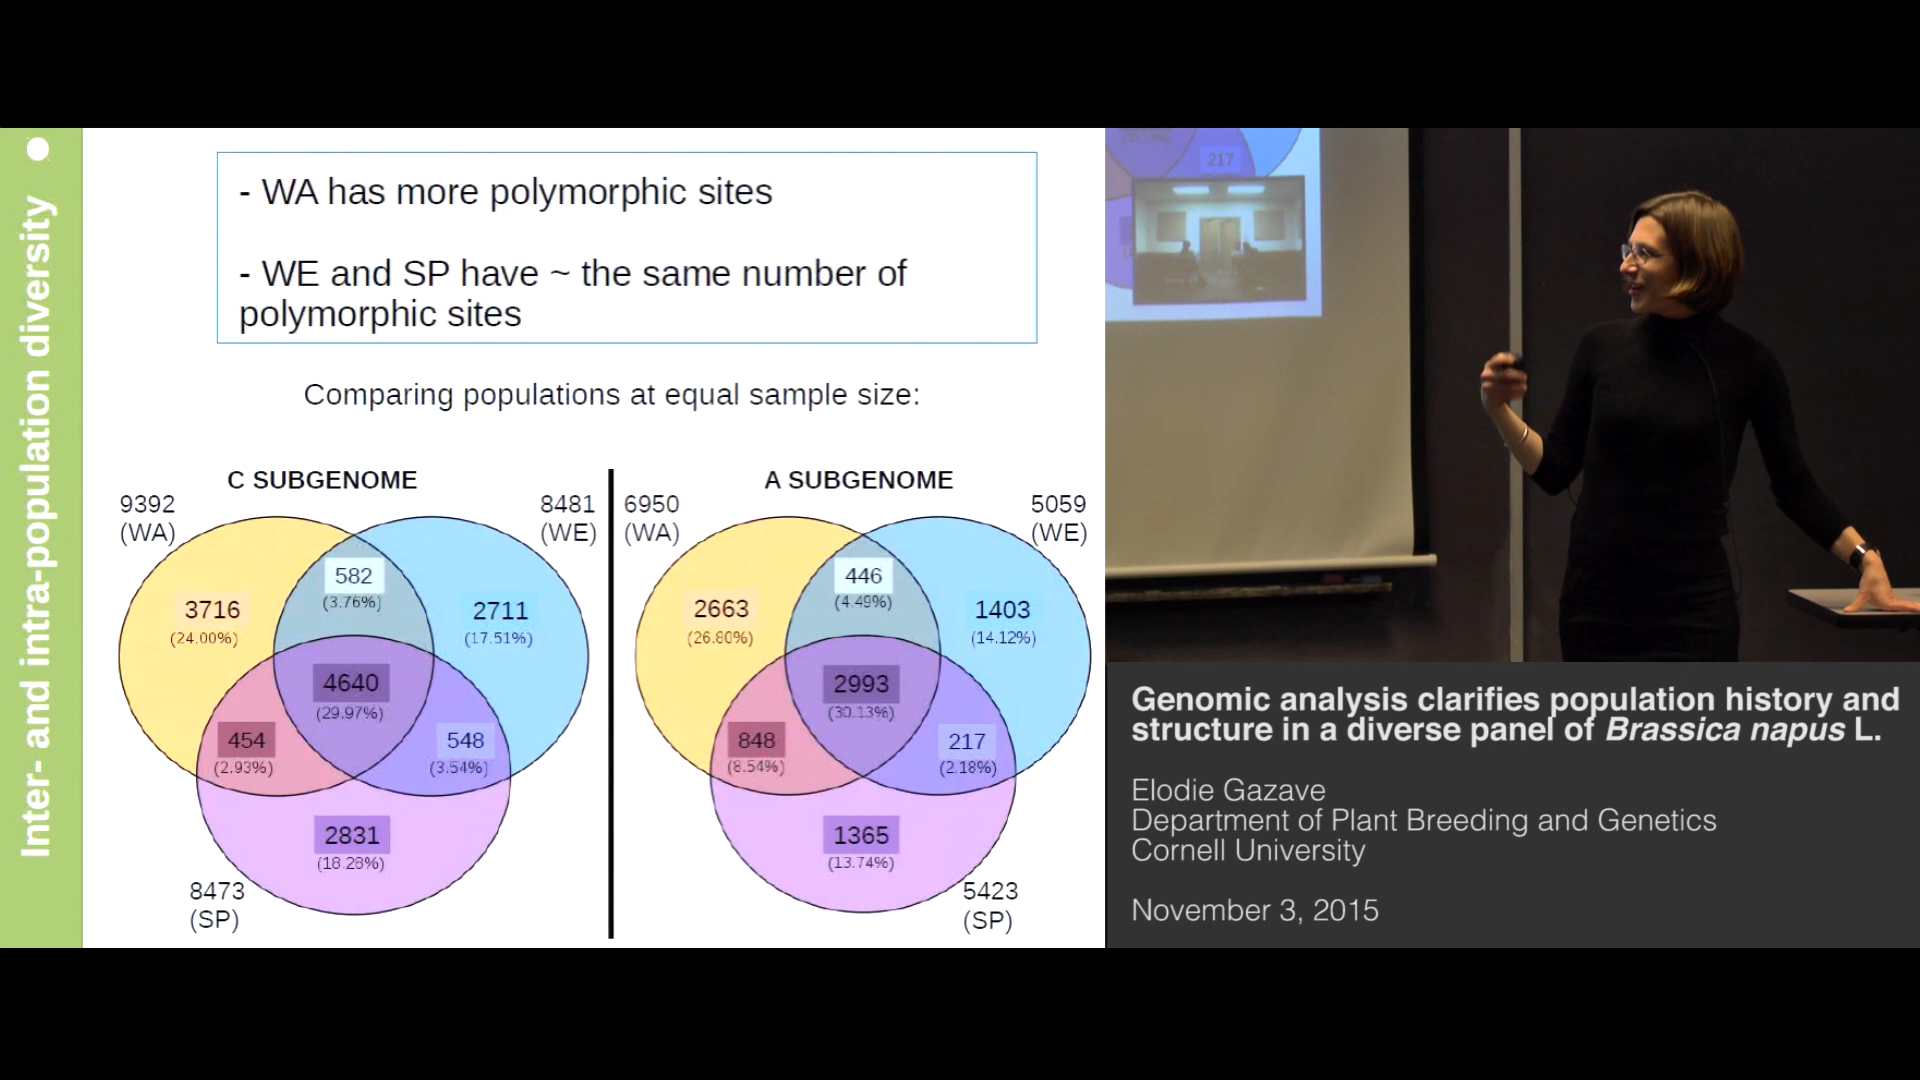 Inter- and intra-population diversity
- WA has more polymorphic sites
- WE and SP have ~ the same number of
polymorphic sites
Comparing populations at equal sample size:
C SUBGENOME
9392
(WA)
8481
(WE)
582
(3.76%)
3716
(24.00%)
2711
(17.51%)
4640
(29.97%)
454
(2.93%)
548
(3.54%)
2831
(18.28%)
8473
(SP)
A SUBGENOME
6950
(WA)
5059
(WE)
446
(4.49%)
2663
(26.80%)
1403
(14.12%)
2993
(30.13%)
848
(8.54%)
217
(2.18%)
1365
(13.74%)
5423
(SP)
217
Genomic analysis clarifies population history and
structure in a diverse panel of Brassica napus L.
Elodie Gazave
Department of Plant Breeding and Genetics
Cornell University
November 3, 2015